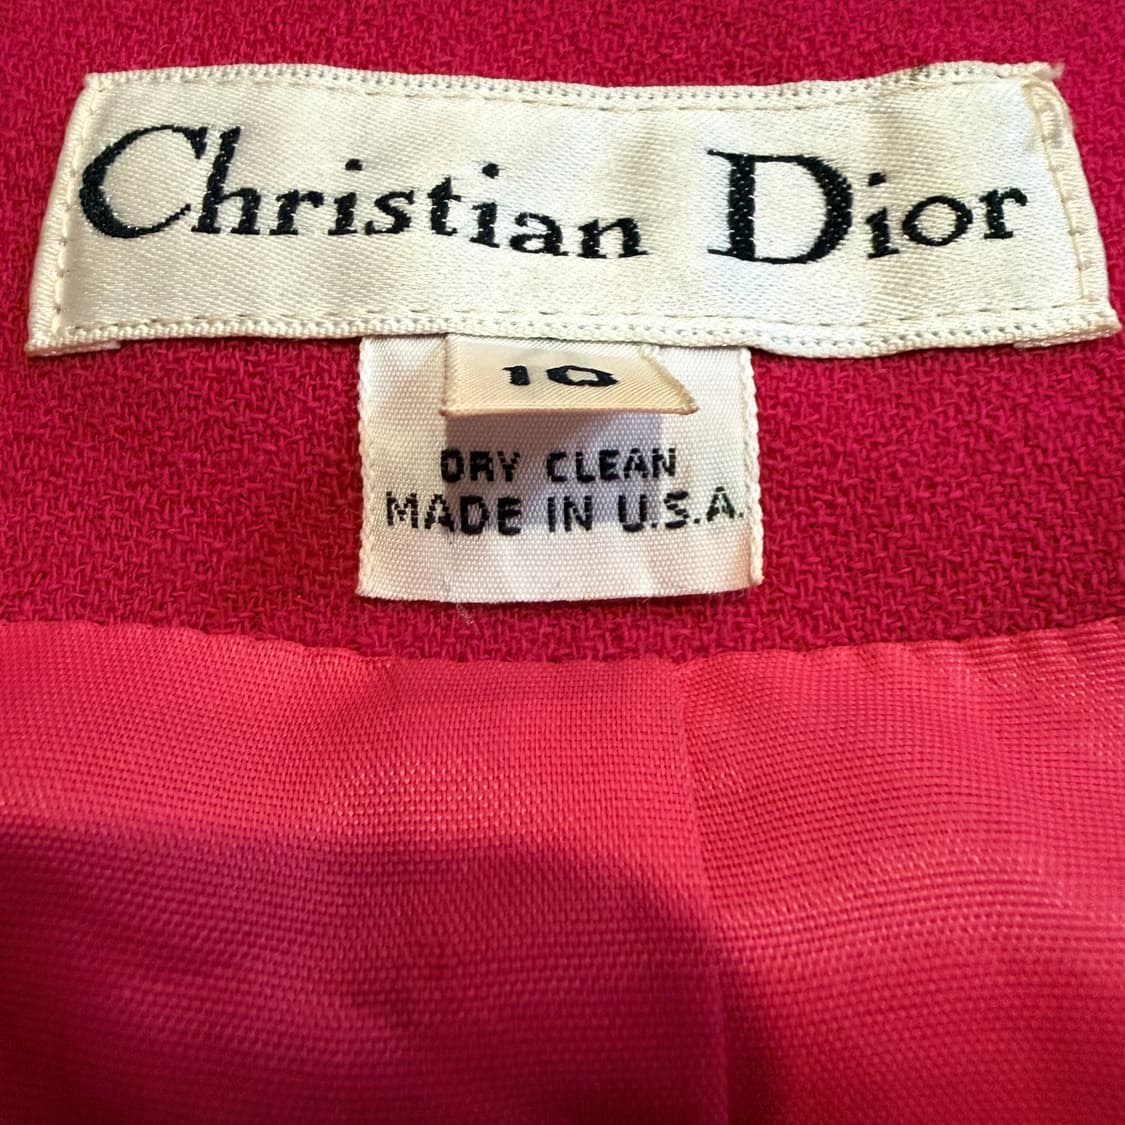 Christian Dior
10
DRY CLEAN
MADE IN U.S.A.